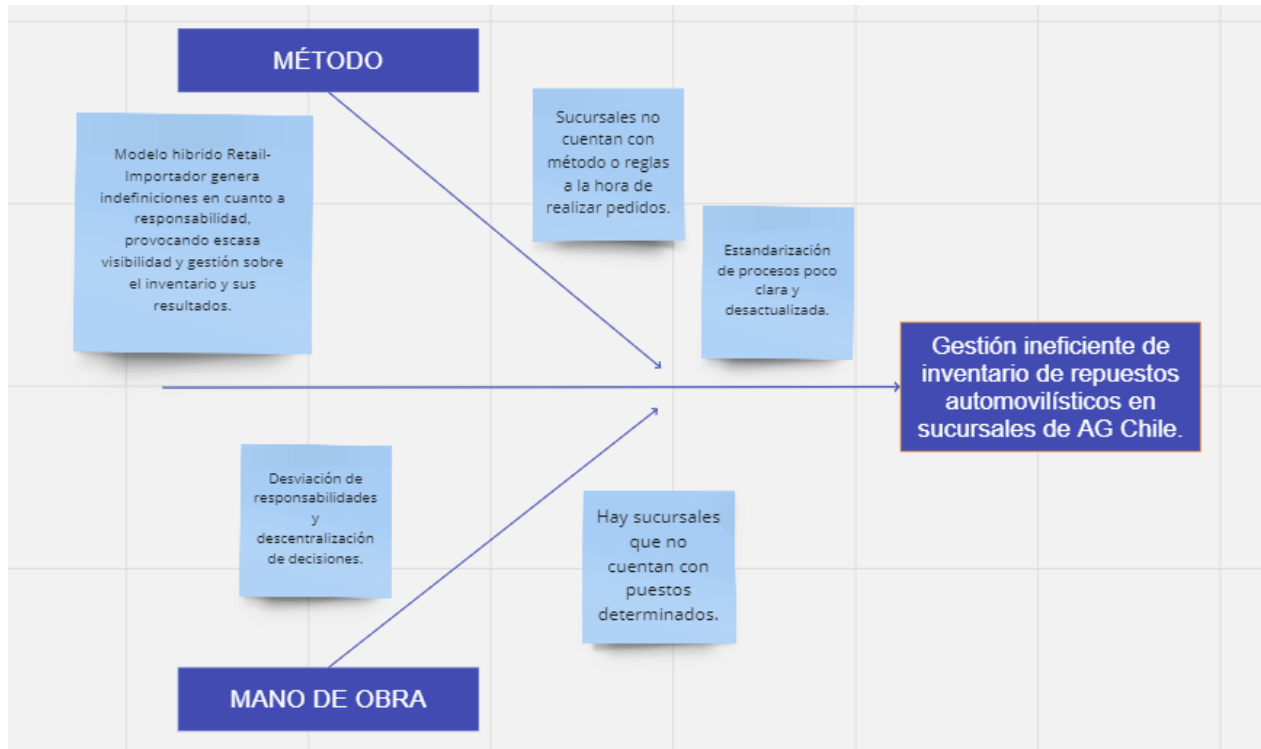 MÉTODO
Modelo hibrido Retail-
Importador genera
indefiniciones en cuanto a
responsabilidad,
provocando escasa
visibilidad y gestión sobre
el inventario y sus
resultados.
Sucursales no
cuentan con
método o reglas
a la hora de
realizar pedidos.
Estandarización
de procesos poco
clara y
desactualizada.
Gestión ineficiente de
inventario de repuestos
automovilísticos en
sucursales de AG Chile.
Desviación de
responsabilidades
y
descentralización
de decisiones.
Hay sucursales
que no
cuentan con
puestos
determinados.
MANO DE OBRA